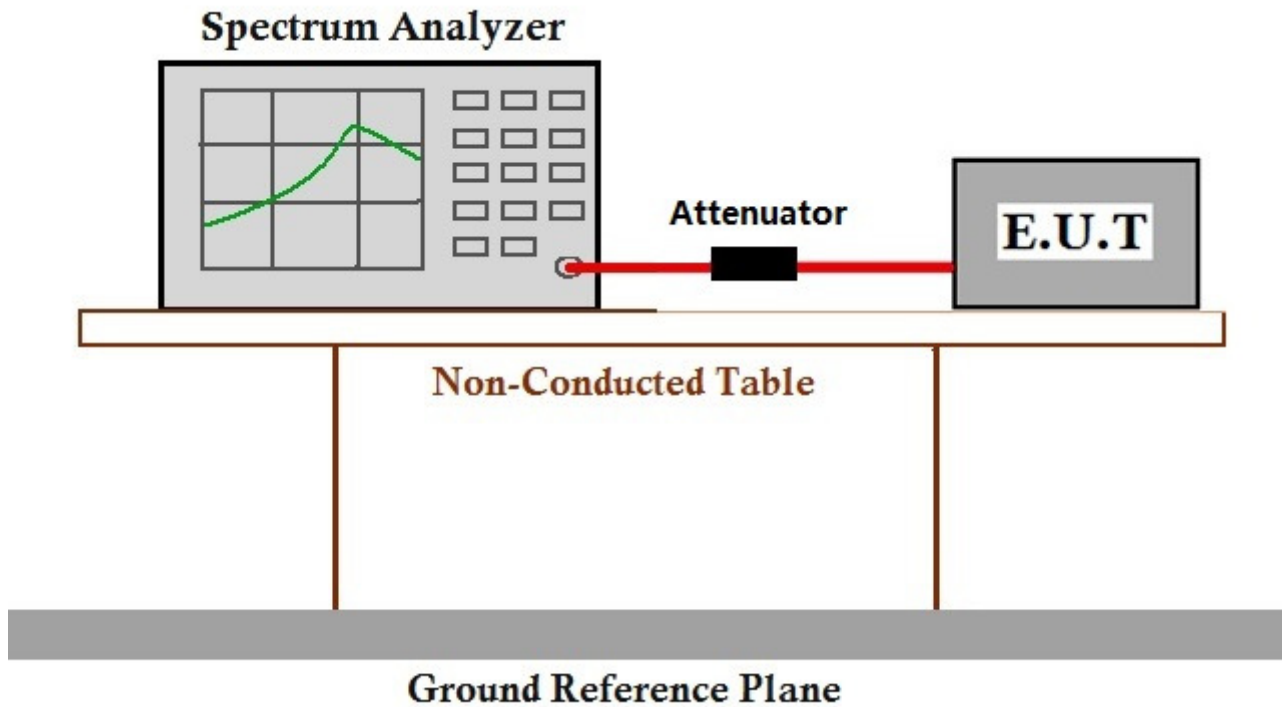 Spectrum Analyzer
Attenuator
E.U.T
Non-Conducted Table
Ground Reference Plane